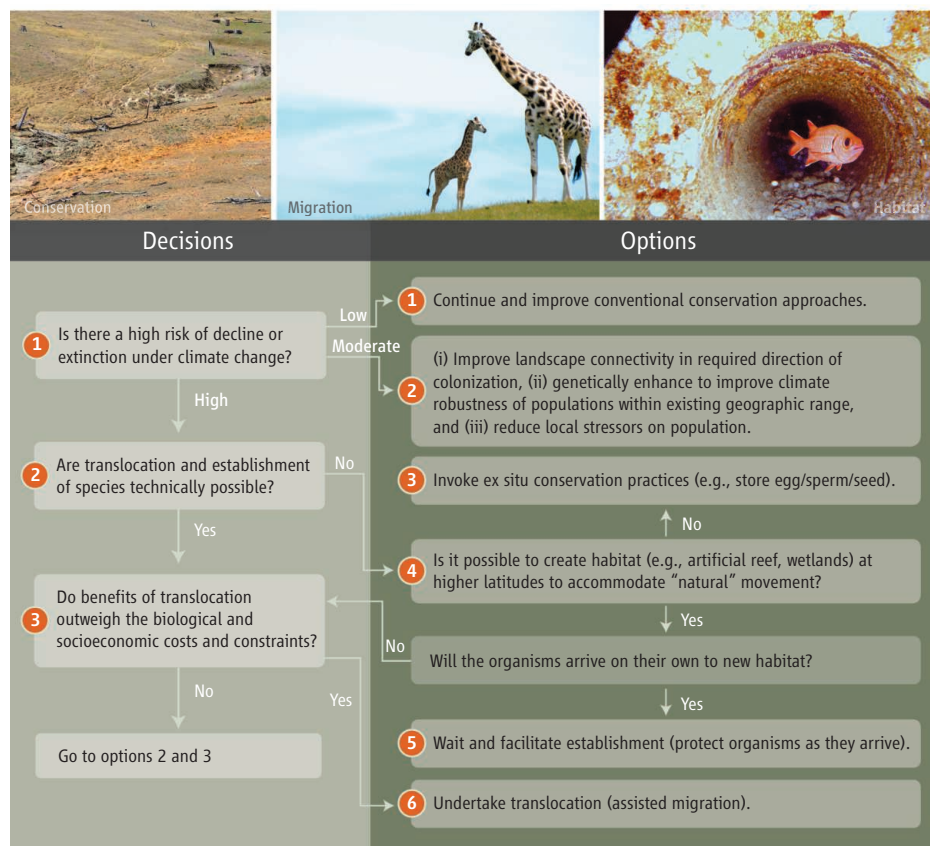 Conservation
Migration
Habitat
Decisions
Options
1
Is there a high risk of decline or
extinction under climate change?
Low
Moderate
High
2
Are translocation and establishment
of species technically possible?
No
Yes
3
Do benefits of translocation
outweigh the biological and
socioeconomic costs and constraints?
No
Yes
Go to options 2 and 3
1
Continue and improve conventional conservation approaches.
2
(i) Improve landscape connectivity in required direction of
colonization, (ii) genetically enhance to improve climate
robustness of populations within existing geographic range,
and (iii) reduce local stressors on population.
3
Invoke ex situ conservation practices (e.g., store egg/sperm/seed).
No
4
Is it possible to create habitat (e.g., artificial reef, wetlands) at
higher latitudes to accommodate “natural” movement?
Yes
No
Will the organisms arrive on their own to new habitat?
Yes
5
Wait and facilitate establishment (protect organisms as they arrive).
6
Undertake translocation (assisted migration).